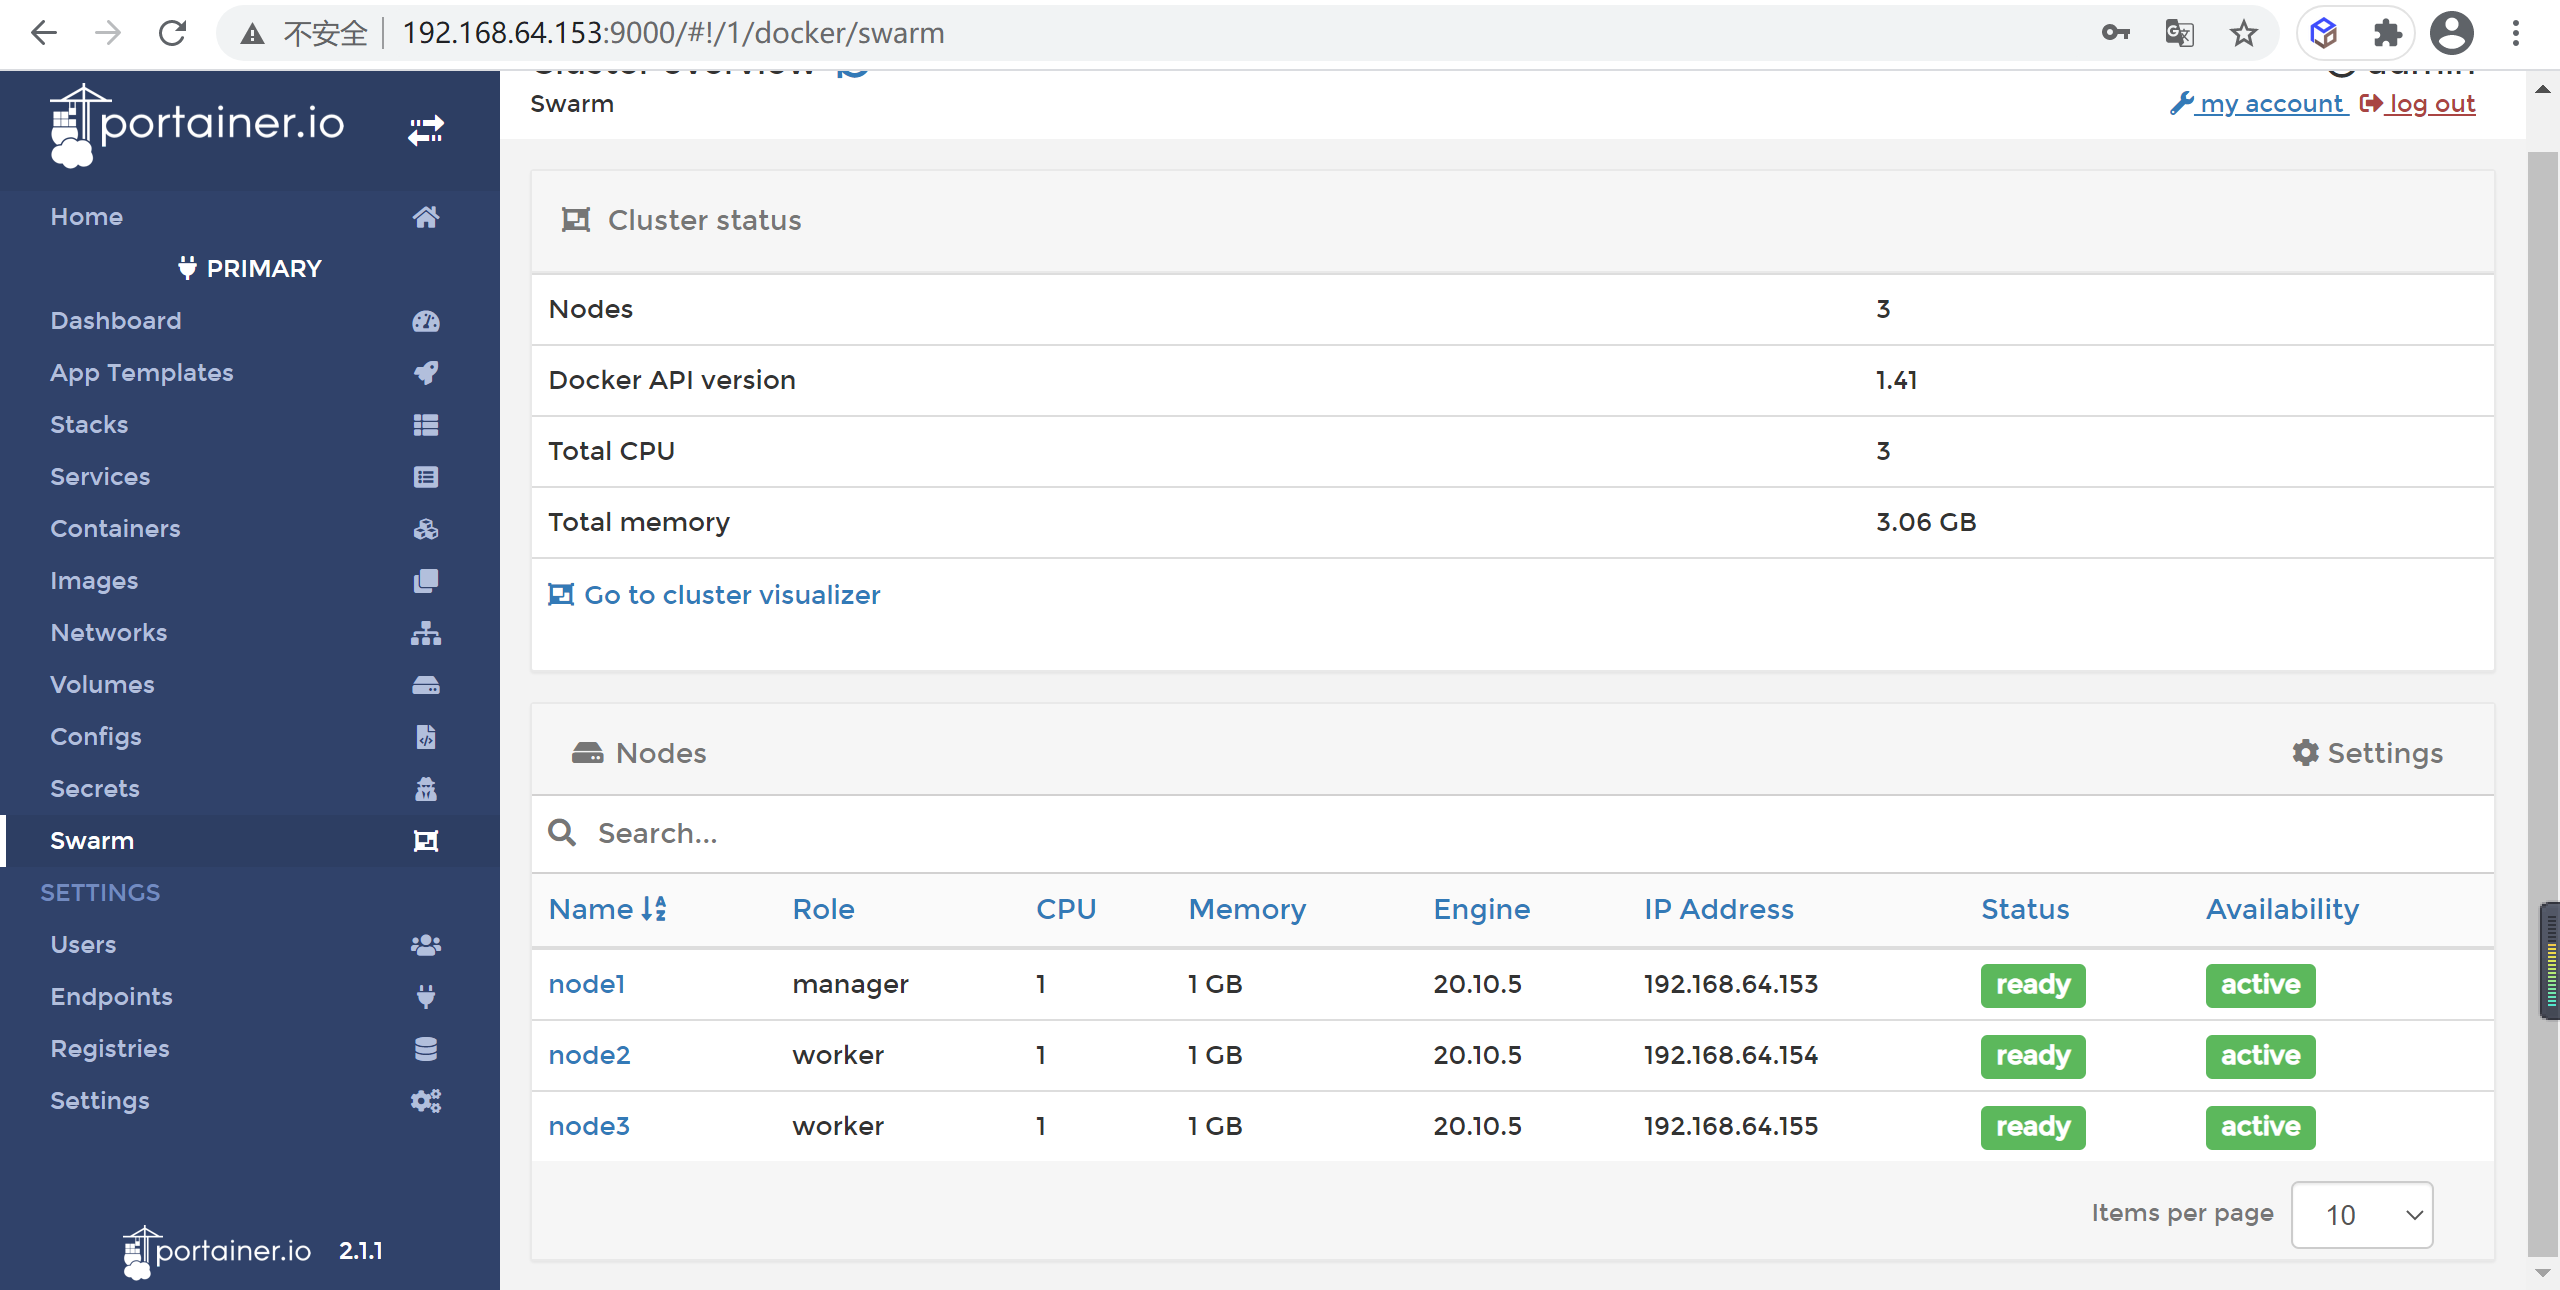 不安全 192.168.64.153:9000/#!/1/docker/swarm
portainer.io
Home
PRIMARY
Dashboard
App Templates
Stacks
Services
Containers
Images
Networks
Volumes
Configs
Secrets
Swarm
SETTINGS
Users
Endpoints
Registries
Settings
portainer.io 2.1.1
Cluster overview admin
Swarm my account log out
Cluster status
Nodes 3
Docker API version 1.41
Total CPU 3
Total memory 3.06 GB
Go to cluster visualizer
Nodes Settings
Search...
Name Role CPU Memory Engine IP Address Status Availability
node1 manager 1 1 GB 20.10.5 192.168.64.153 ready active
node2 worker 1 1 GB 20.10.5 192.168.64.154 ready active
node3 worker 1 1 GB 20.10.5 192.168.64.155 ready active
Items per page 10